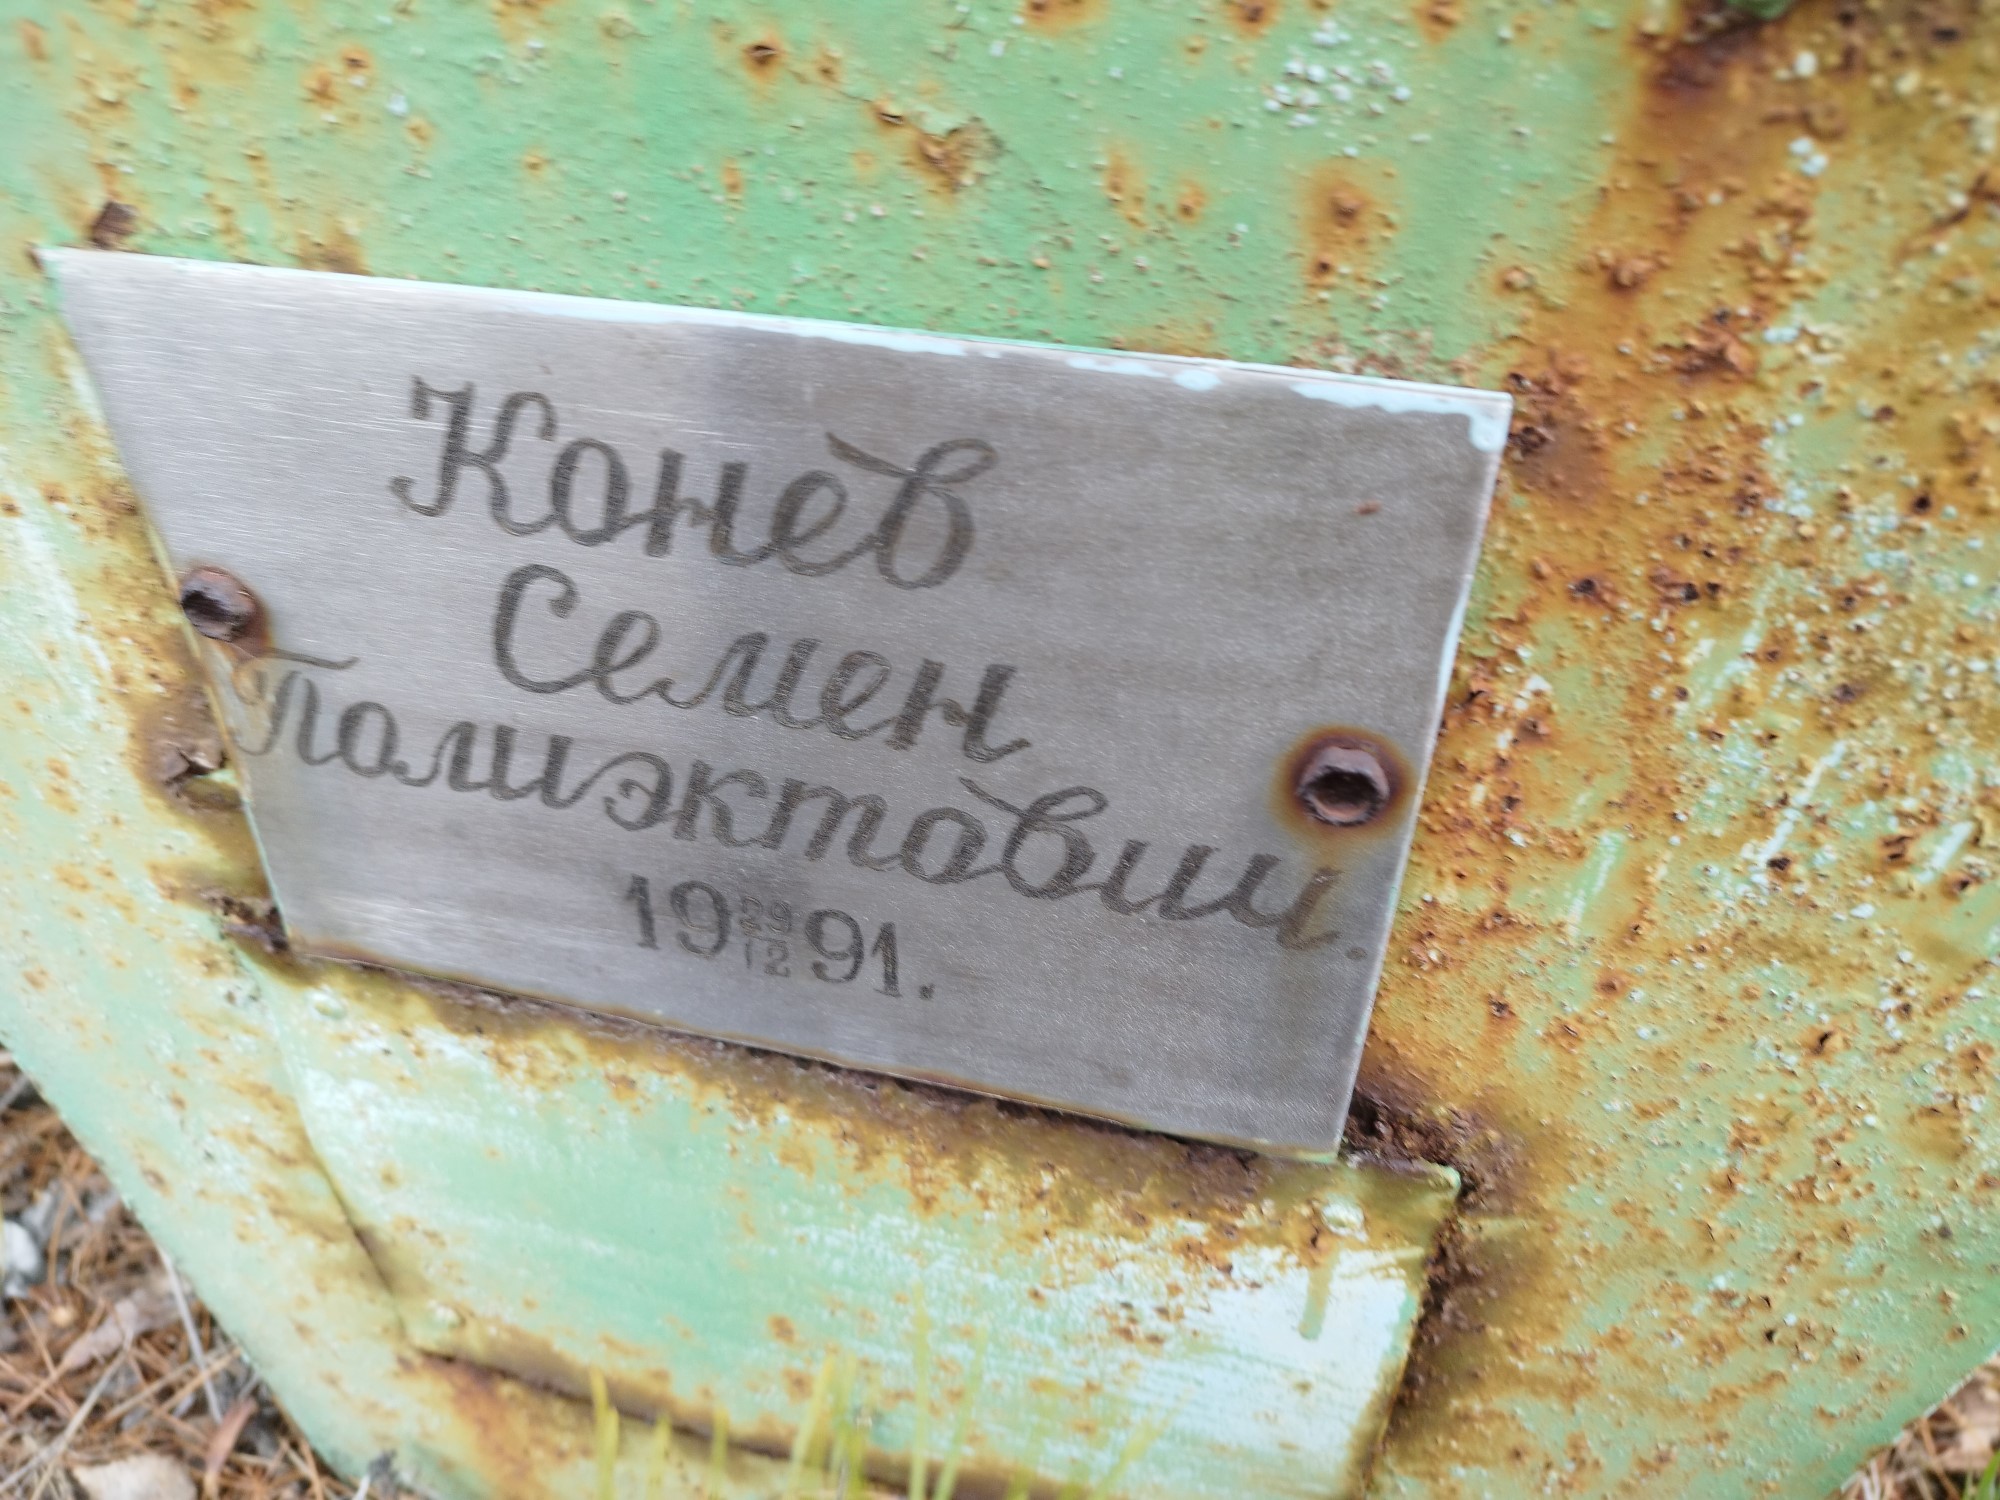 Конев
Семен
Полиэктович.
19 29/12 91.